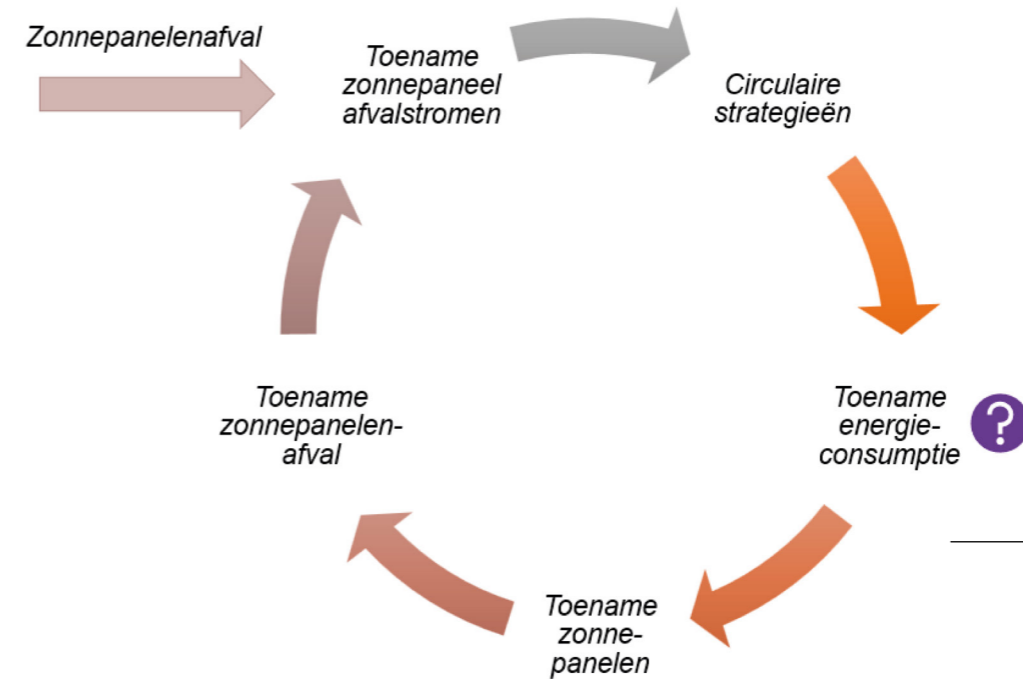 Zonnepanelenafval
Toename
zonnepaneel
afvalstromen
Circulaire
strategieën
Toename
energie-
consumptie
?
Toename
zonne-
panelen
Toename
zonnepanelen-
afval